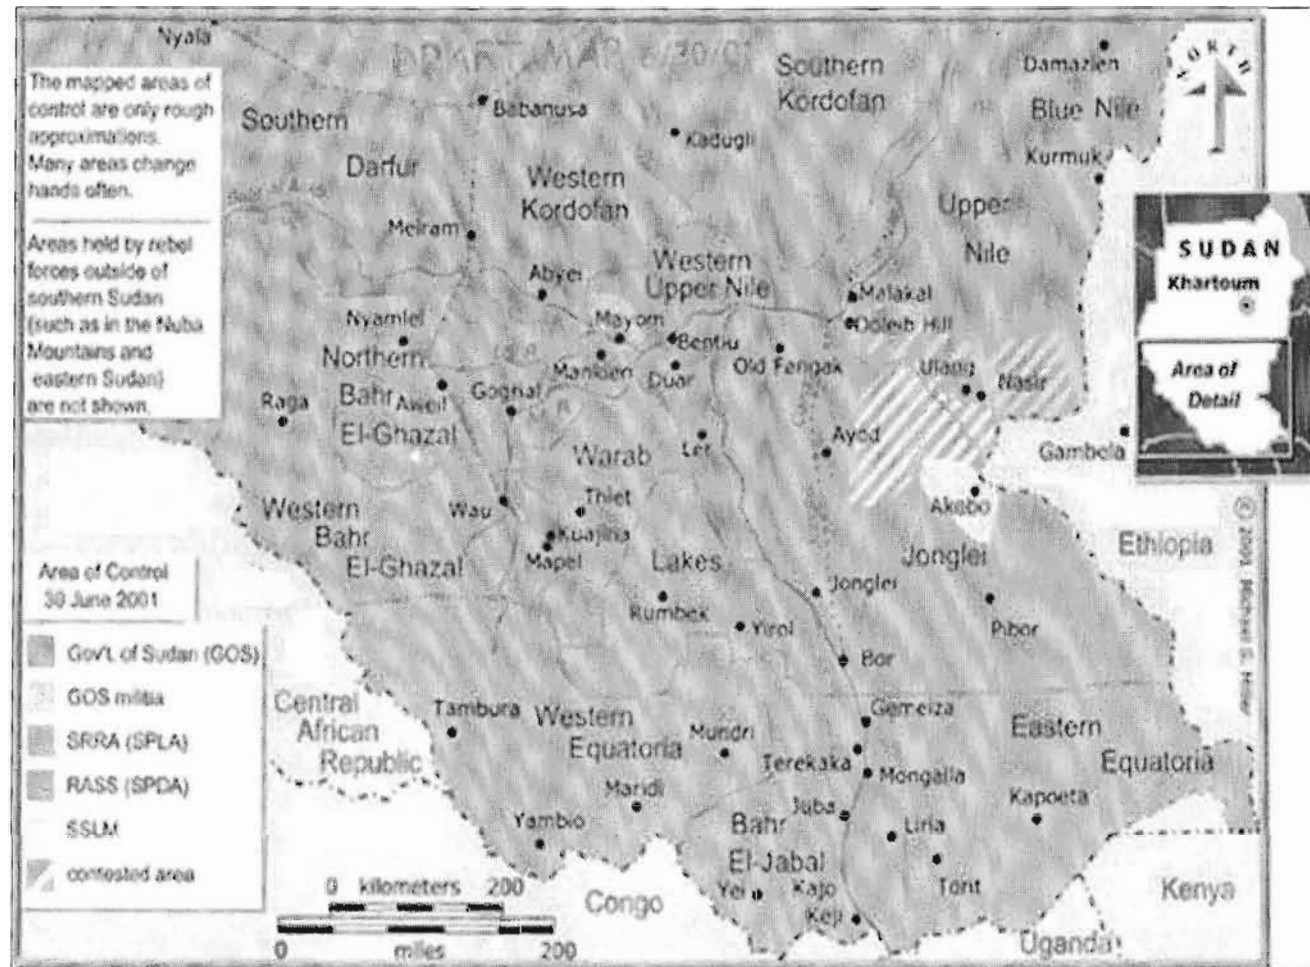 Nyala
DRAFT MAP 6/30/01
Southern
Kordofan
Damazien
Blue Nile
Kurmuk
NORTH
The mapped areas of
control are only rough
approximations.
Many areas change
hands often.
Areas held by rebel
forces outside of
southern Sudan
(such as in the Nuba
Mountains and
eastern Sudan)
are not shown.
Babanusa
Kadugli
Southern
Darfur
Western
Kordofan
Meiram
Abyei
Western
Upper Nile
Upper
Nile
Malakal
Doleib Hill
SUDAN
Khartoum
Area of
Detail
Nyamlel
Northern
Bahr
El-Ghazal
Aweil
Gogrial
Mayom
Mankien
Bentiu
Duar
Old Fangak
Ulang
Nasir
Raga
Warab
Ler
Ayod
Gambela
Akobo
Western
Bahr
El-Ghazal
Wau
Thiet
Kuajina
Mapel
Lakes
Jonglei
Ethiopia
Rumbek
Yirol
Jonglei
Pibor
Bor
© 2001, Michael S. Miller
Area of Control
30 June 2001
Gov't. of Sudan (GOS)
GOS militia
SRRA (SPLA)
RASS (SPDA)
SSLM
contested area
Central
African
Republic
Tambura
Western
Equatoria
Mundri
Gemeiza
Terekaka
Mongalla
Eastern
Equatoria
Maridi
Yambio
Juba
Bahr
El-Jabal
Liria
Torit
Kapoeta
Yei
Kajo
Keji
Congo
Uganda
Kenya
0 kilometers 200
0 miles 200